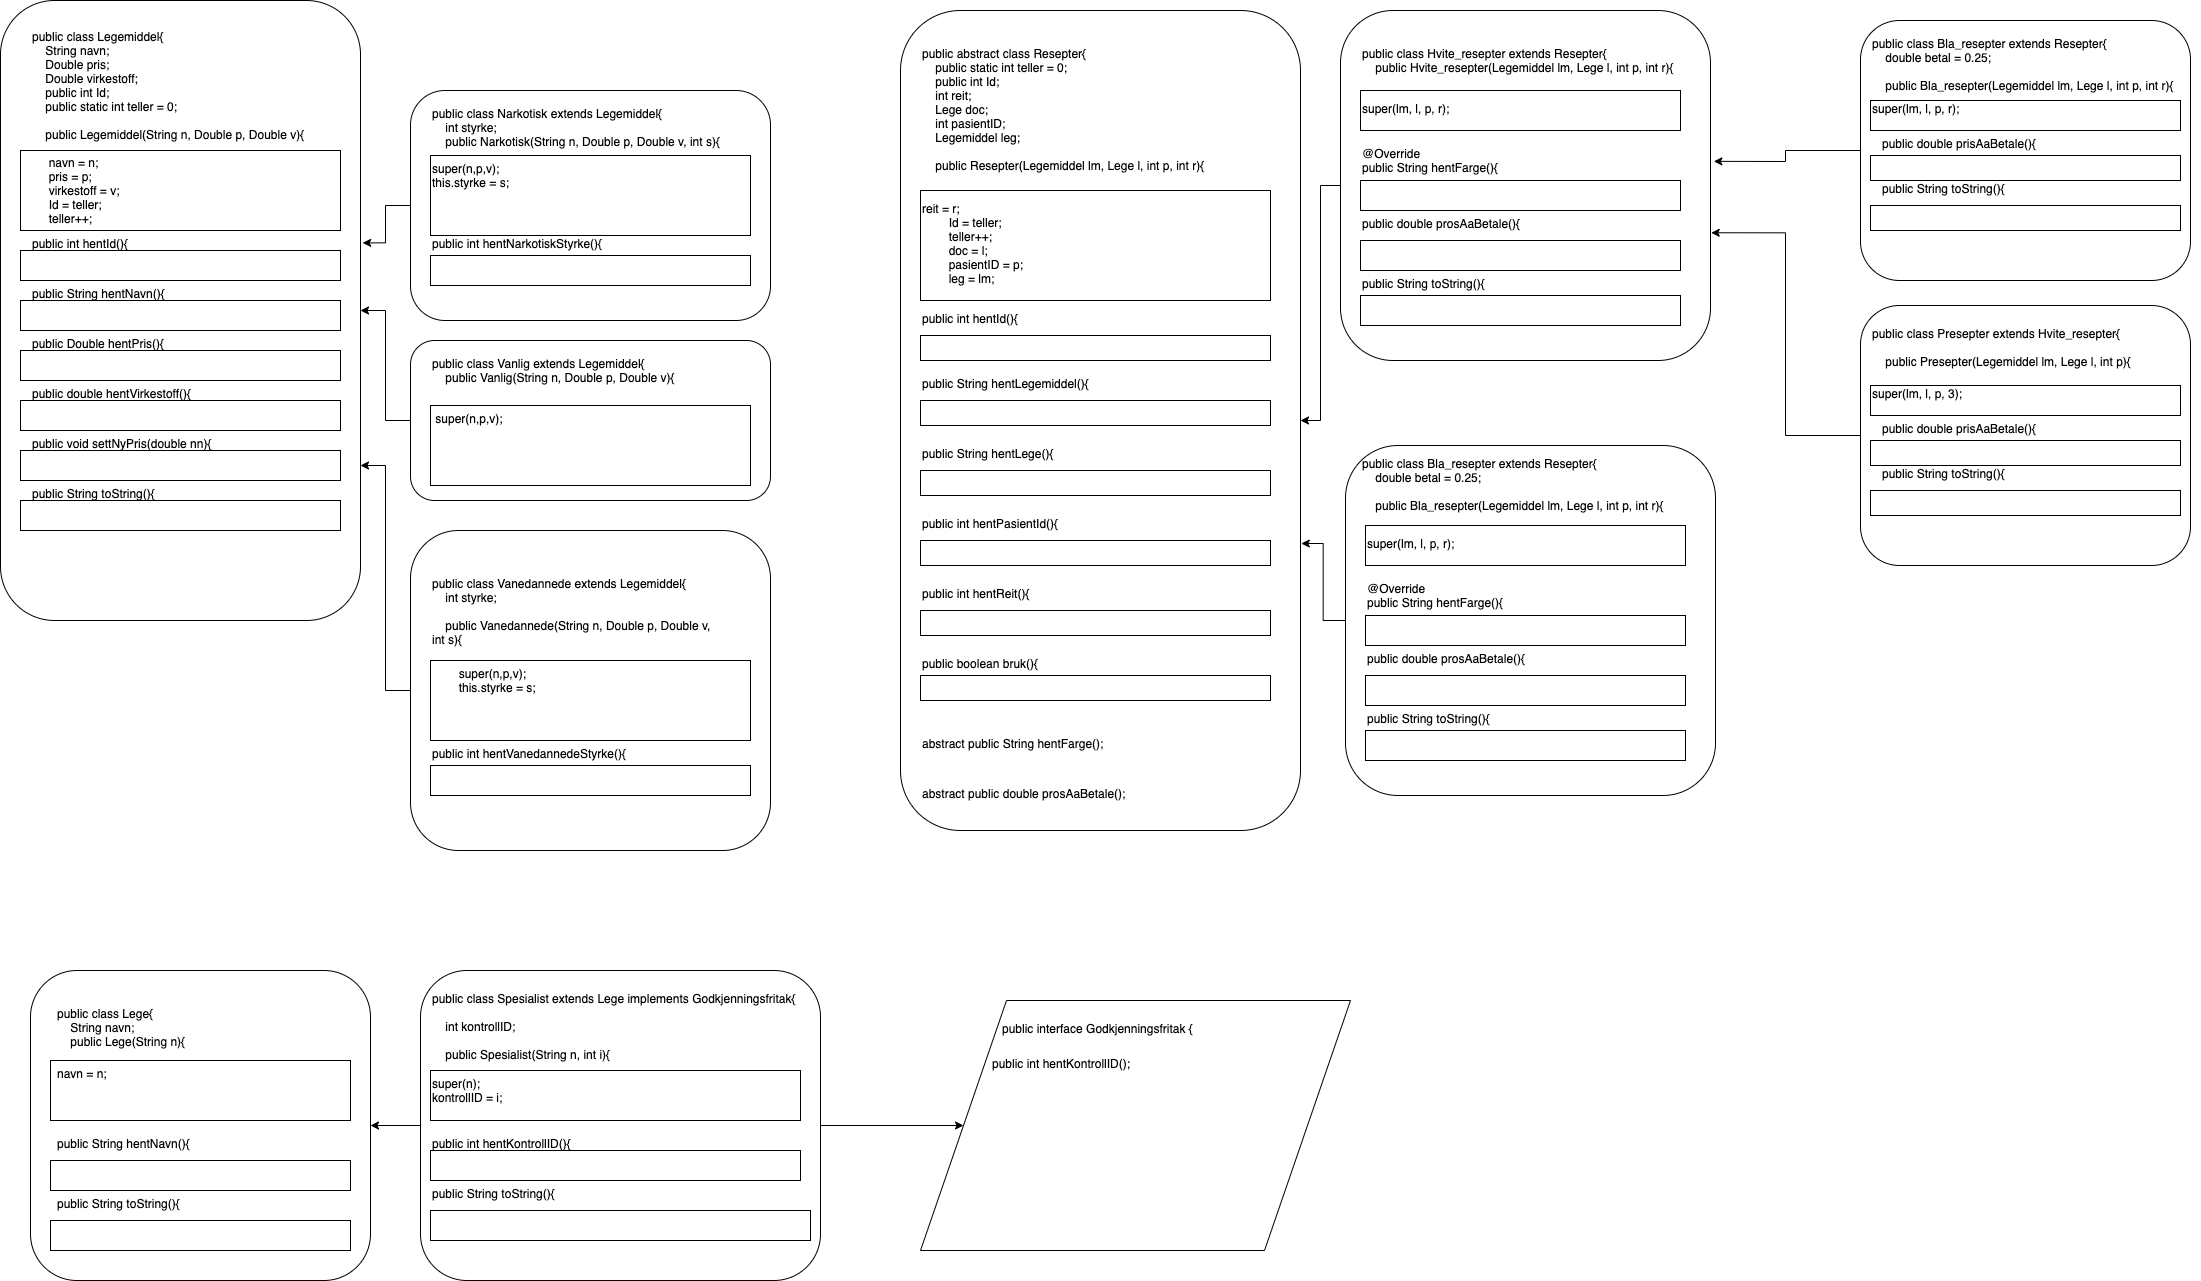 public class Legemiddel{
String navn;
Double pris;
Double virkestoff;
public int Id;
public static int teller = 0;
public Legemiddel(String n, Double p, Double v){
navn = n;
pris = p;
virkestoff = v;
Id = teller;
teller++;
public int hentId(){
public String hentNavn(){
public Double hentPris(){
public double hentVirkestoff(){
public void settNyPris(double nn){
public String toString(){
public class Narkotisk extends Legemiddel{
int styrke;
public Narkotisk(String n, Double p, Double v, int s){
super(n,p,v);
this.styrke = s;
public int hentNarkotiskStyrke(){
public class Vanlig extends Legemiddel{
public Vanlig(String n, Double p, Double v){
super(n,p,v);
public class Vanedannede extends Legemiddel{
int styrke;
public Vanedannede(String n, Double p, Double v,
int s){
super(n,p,v);
this.styrke = s;
public int hentVanedannedeStyrke(){
public abstract class Resepter{
public static int teller = 0;
public int Id;
int reit;
Lege doc;
int pasientID;
Legemiddel leg;
public Resepter(Legemiddel lm, Lege l, int p, int r){
reit = r;
Id = teller;
teller++;
doc = l;
pasientID = p;
leg = lm;
public int hentId(){
public String hentLegemiddel(){
public String hentLege(){
public int hentPasientId(){
public int hentReit(){
public boolean bruk(){
abstract public String hentFarge();
abstract public double prosAaBetale();
public class Hvite_resepter extends Resepter{
public Hvite_resepter(Legemiddel lm, Lege l, int p, int r){
super(lm, l, p, r);
@Override
public String hentFarge(){
public double prosAaBetale(){
public String toString(){
public class Bla_resepter extends Resepter{
double betal = 0.25;
public Bla_resepter(Legemiddel lm, Lege l, int p, int r){
super(lm, l, p, r);
@Override
public String hentFarge(){
public double prosAaBetale(){
public String toString(){
public class Bla_resepter extends Resepter{
double betal = 0.25;
public Bla_resepter(Legemiddel lm, Lege l, int p, int r){
super(lm, l, p, r);
public double prisAaBetale(){
public String toString(){
public class Presepter extends Hvite_resepter{
public Presepter(Legemiddel lm, Lege l, int p){
super(lm, l, p, 3);
public double prisAaBetale(){
public String toString(){
public class Lege{
String navn;
public Lege(String n){
navn = n;
public String hentNavn(){
public String toString(){
public class Spesialist extends Lege implements Godkjenningsfritak{
int kontrollID;
public Spesialist(String n, int i){
super(n);
kontrollID = i;
public int hentKontrollID(){
public String toString(){
public interface Godkjenningsfritak {
public int hentKontrollID();